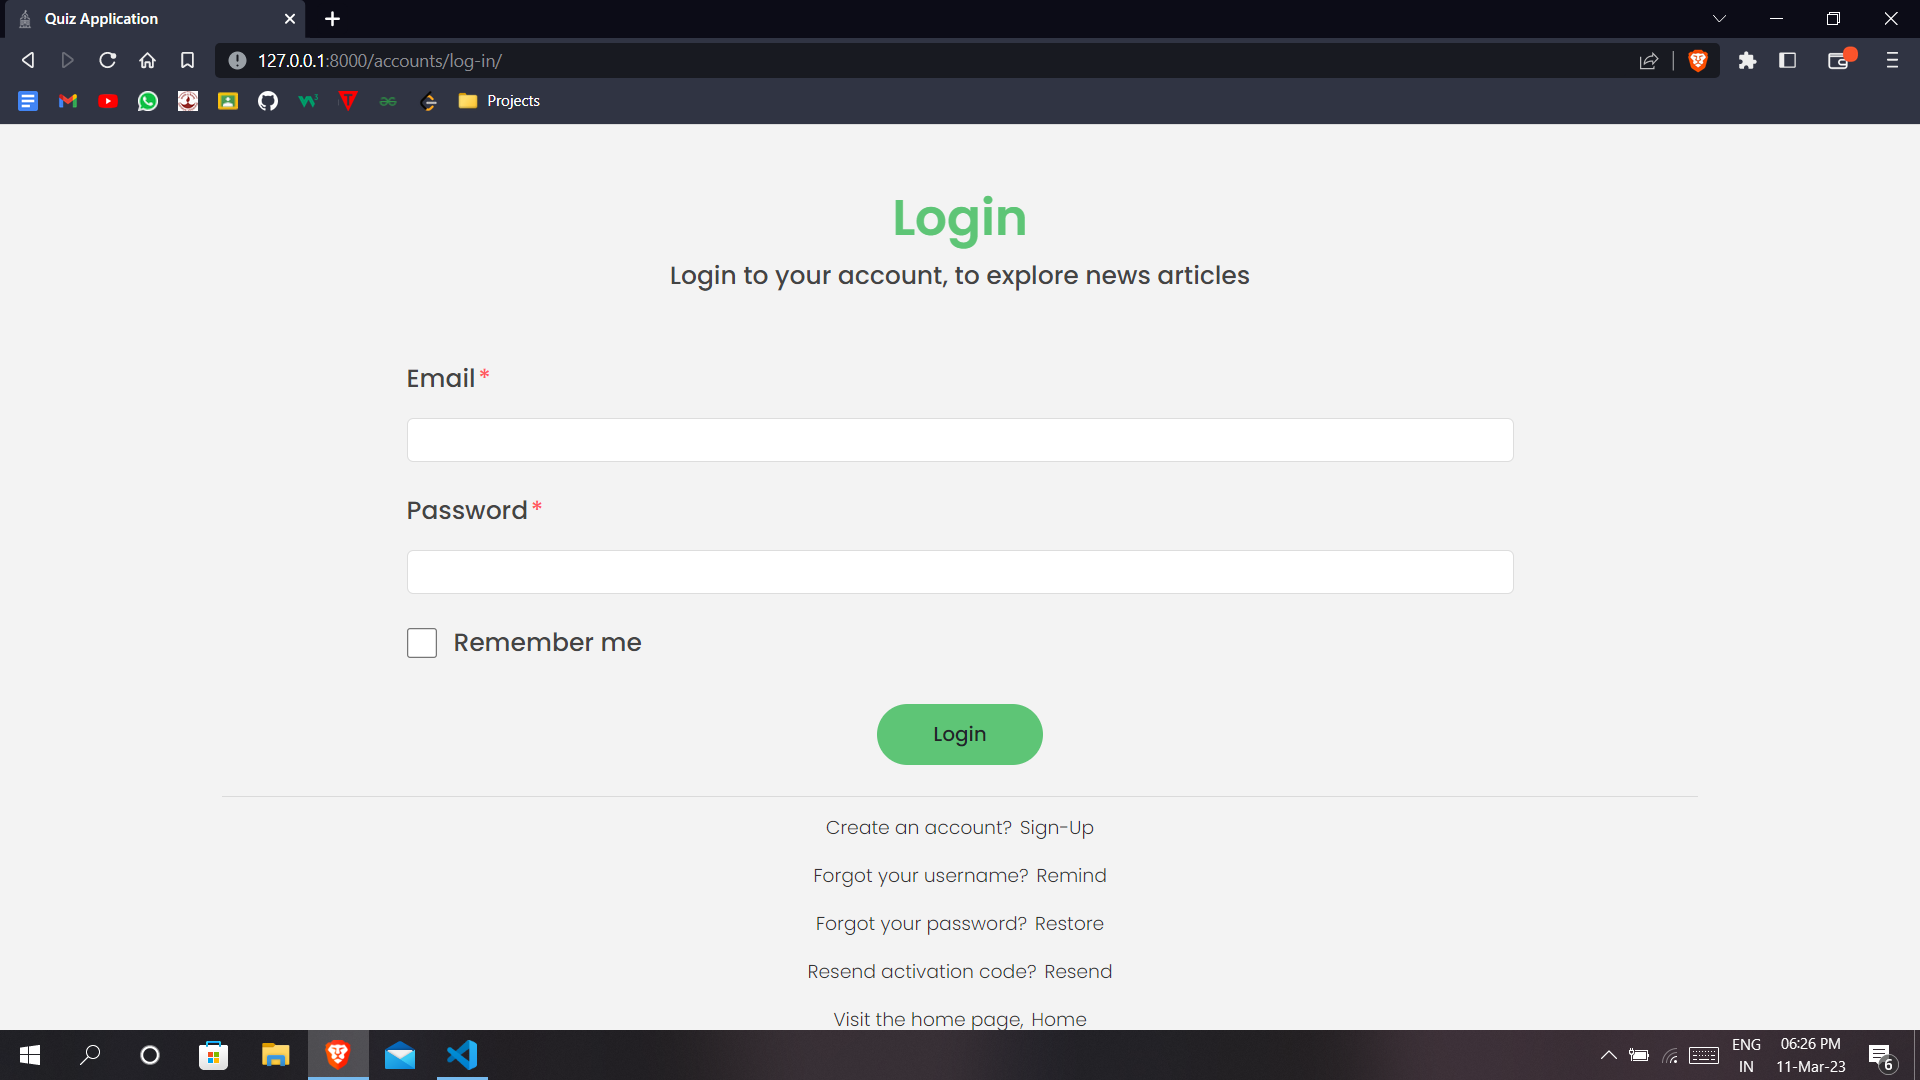 Quiz Application
127.0.0.1:8000/accounts/log-in/
Projects
Login
Login to your account, to explore news articles
Email*
Password*
Remember me
Login
Create an account? Sign-Up
Forgot your username? Remind
Forgot your password? Restore
Resend activation code? Resend
Visit the home page, Home
ENG
IN
06:26 PM
11-Mar-23
6